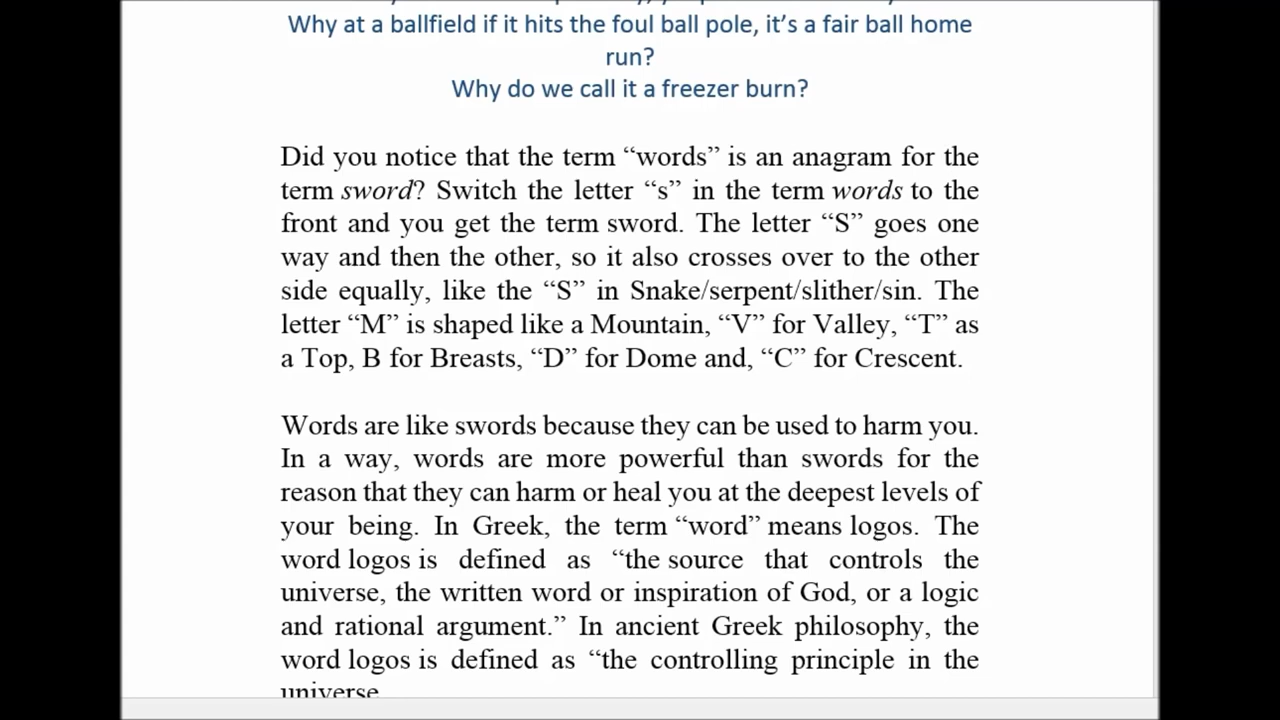 Why at a ballfield if it hits the foul ball pole, it’s a fair ball home
run?
Why do we call it a freezer burn?
Did you notice that the term “words” is an anagram for the
term sword? Switch the letter “s” in the term words to the
front and you get the term sword. The letter “S” goes one
way and then the other, so it also crosses over to the other
side equally, like the “S” in Snake/serpent/slither/sin. The
letter “M” is shaped like a Mountain, “V” for Valley, “T” as
a Top, B for Breasts, “D” for Dome and, “C” for Crescent.
Words are like swords because they can be used to harm you.
In a way, words are more powerful than swords for the
reason that they can harm or heal you at the deepest levels of
your being. In Greek, the term “word” means logos. The
word logos is defined as “the source that controls the
universe, the written word or inspiration of God, or a logic
and rational argument.” In ancient Greek philosophy, the
word logos is defined as “the controlling principle in the
universe